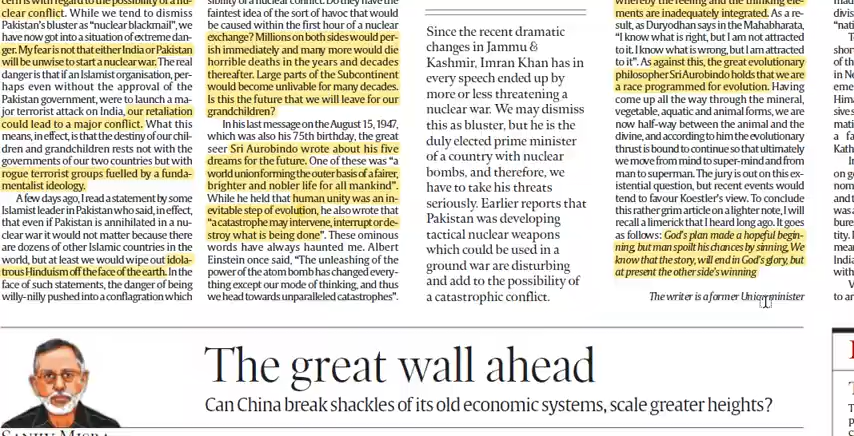 cern is with regard to the possibility of a nu-
clear conflict. While we tend to dismiss
Pakistan's bluster as "nuclear blackmail", we
have now got into a situation of extreme dan-
ger. My fear is not that either India or Pakistan
will be unwise to start a nuclear war. The real
danger is that if an Islamist organisation, per-
haps even without the approval of the
Pakistan government, were to launch a ma-
jor terrorist attack on India, our retaliation
could lead to a major conflict. What this
means, in effect, is that the destiny of our chil-
dren and grandchildren rests not with the
governments of our two countries but with
rogue terrorist groups fuelled by a funda-
mentalist ideology.
A few days ago, I read a statement by some
Islamist leader in Pakistan who said, in effect,
that even if Pakistan is annihilated in a nu-
clear war it would not matter because there
are dozens of other Islamic countries in the
world, but at least we would wipe out idola-
trous Hinduism off the face of the earth. In the
face of such statements, the danger of being
willy-nilly pushed into a conflagration which
sibility of a nuclear conflict. Do they have the
faintest idea of the sort of havoc that would
be caused within the first hour of a nuclear
exchange? Millions on both sides would per-
ish immediately and many more would die
horrible deaths in the years and decades
thereafter. Large parts of the Subcontinent
would become unlivable for many decades.
Is this the future that we will leave for our
grandchildren?
In his last message on the August 15, 1947,
which was also his 75th birthday, the great
seer Sri Aurobindo wrote about his five
dreams for the future. One of these was "a
world union forming the outer basis of a fairer,
brighter and nobler life for all mankind".
While he held that human unity was an in-
evitable step of evolution, he also wrote that
"a catastrophe may intervene, interrupt or de-
stroy what is being done". These ominous
words have always haunted me. Albert
Einstein once said, "The unleashing of the
power of the atom bomb has changed every-
thing except our mode of thinking, and thus
we head towards unparalleled catastrophes".
Since the recent dramatic
changes in Jammu &
Kashmir, Imran Khan has in
every speech ended up by
more or less threatening a
nuclear war. We may dismiss
this as bluster, but he is the
duly elected prime minister
of a country with nuclear
bombs, and therefore, we
have to take his threats
seriously. Earlier reports that
Pakistan was developing
tactical nuclear weapons
which could be used in a
ground war are disturbing
and add to the possibility of
a catastrophic conflict.
whereby the feeling and the thinking ele-
ments are inadequately integrated. As a re-
sult, as Duryodhan says in the Mahabharata,
"I know what is right, but I am not attracted
to it. I know what is wrong, but I am attracted
to it". As against this, the great evolutionary
philosopher Sri Aurobindo holds that we are
a race programmed for evolution. Having
come up all the way through the mineral,
vegetable, aquatic and animal forms, we are
now half-way between the animal and the
divine, and according to him the evolutionary
thrust is bound to continue so that ultimately
we move from mind to super-mind and from
man to superman. The jury is out on this ex-
istential question, but recent events would
tend to favour Koestler's view. To conclude
this rather grim article on a lighter note, I will
recall a limerick that I heard long ago. It goes
as follows: God's plan made a hopeful begin-
ning, but man spoilt his chances by sinning, We
know that the story, will end in God's glory, but
at present the other side's winning
The writer is a former Union minister
The great wall ahead
Can China break shackles of its old economic systems, scale greater heights?